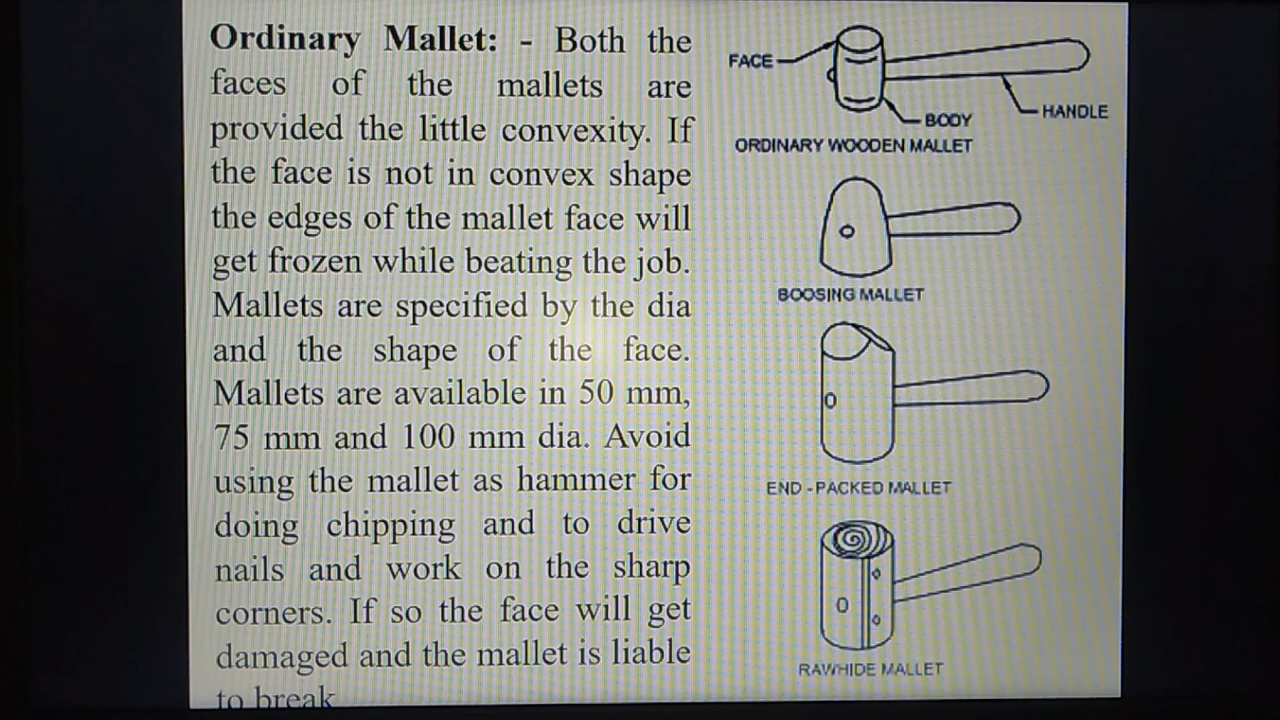 Ordinary Mallet: - Both the
faces of the mallets are
provided the little convexity. If
the face is not in convex shape
the edges of the mallet face will
get frozen while beating the job.
Mallets are specified by the dia
and the shape of the face.
Mallets are available in 50 mm,
75 mm and 100 mm dia. Avoid
using the mallet as hammer for
doing chipping and to drive
nails and work on the sharp
corners. If so the face will get
damaged and the mallet is liable
to break
FACE
HANDLE
BODY
ORDINARY WOODEN MALLET
BOOSING MALLET
END - PACKED MALLET
RAWHIDE MALLET